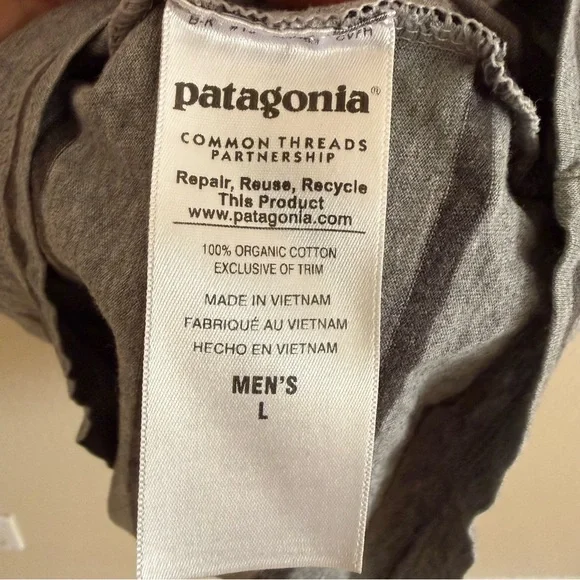 patagonia®
COMMON THREADS
PARTNERSHIP
Repair, Reuse, Recycle
This Product
www.patagonia.com
100% ORGANIC COTTON
EXCLUSIVE OF TRIM
MADE IN VIETNAM
FABRIQUÉ AU VIETNAM
HECHO EN VIETNAM
MEN'S
L